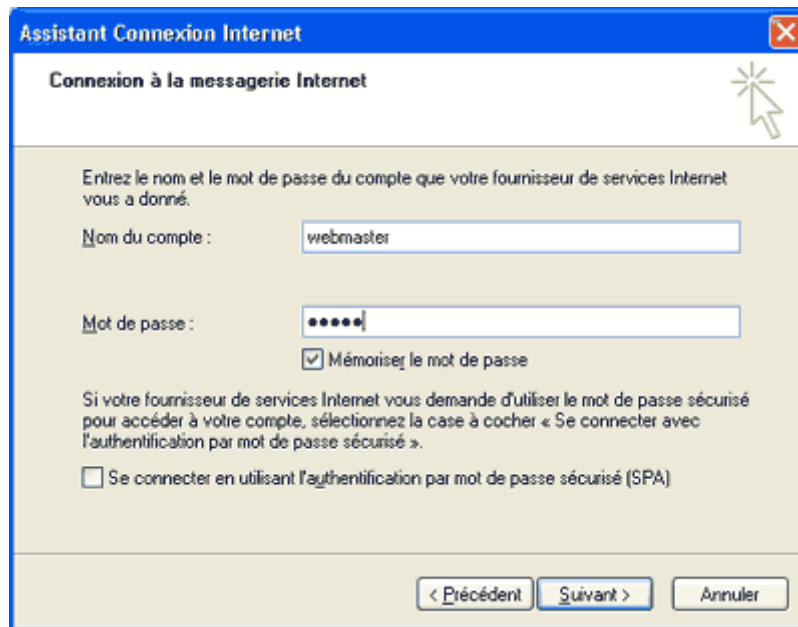 Assistant Connexion Internet
Connexion à la messagerie Internet
Entrez le nom et le mot de passe du compte que votre fournisseur de services Internet
vous a donné.
Nom du compte :
webmaster
Mot de passe :
•••••
Mémoriser le mot de passe
Si votre fournisseur de services Internet vous demande d'utiliser le mot de passe sécurisé
pour accéder à votre compte, sélectionnez la case à cocher « Se connecter avec
l'authentification par mot de passe sécurisé ».
Se connecter en utilisant l'authentification par mot de passe sécurisé (SPA)
< Précédent Suivant > Annuler